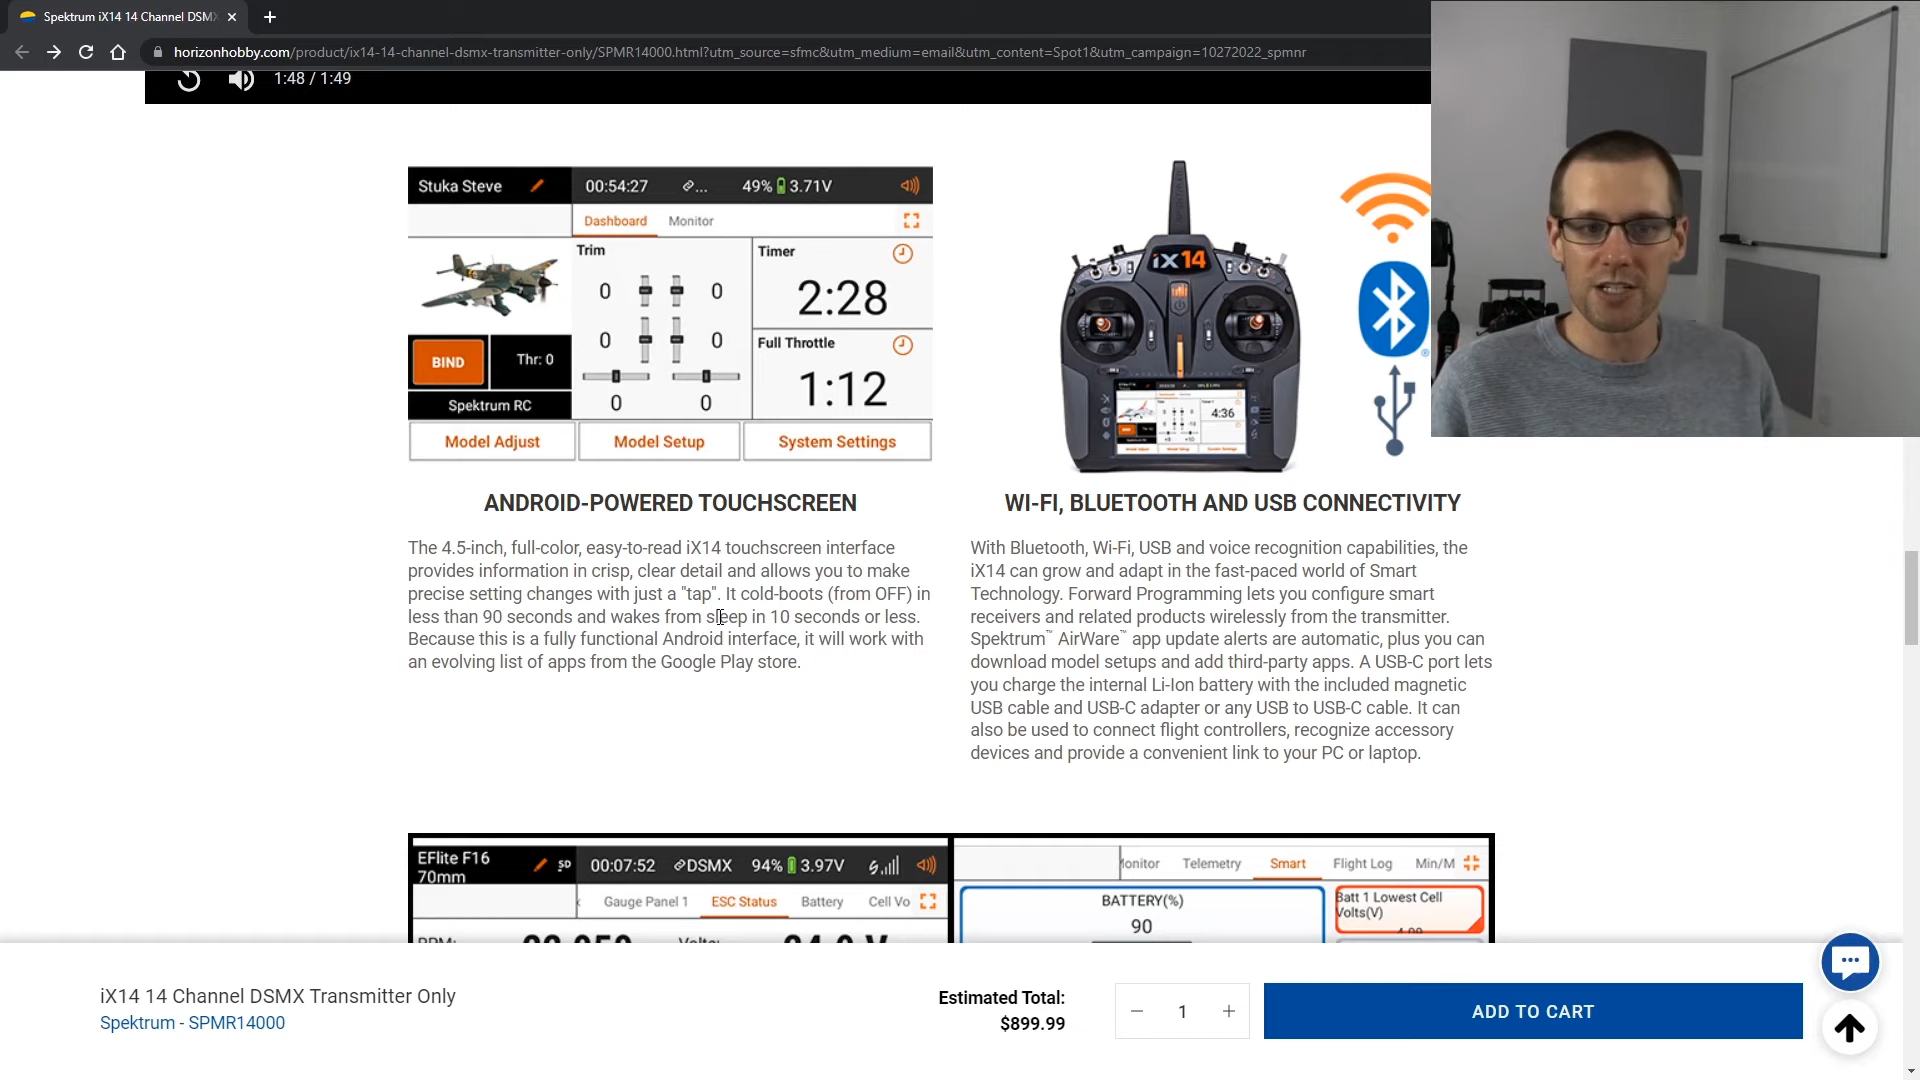 Spektrum iX14 14 Channel DSMX
horizonhobby.com/product/ix14-14-channel-dsmx-transmitter-only/SPMR14000.html?utm_source=sfmc&utm_medium=email&utm_content=Spot1&utm_campaign=10272022_spmnr
1:48 / 1:49
Stuka Steve
00:54:27
...
49%
3.71V
Dashboard
Monitor
Trim
0
0
0
0
0
0
Timer
2:28
Full Throttle
1:12
BIND
Thr: 0
Spektrum RC
Model Adjust
Model Setup
System Settings
iX14
4:36
ANDROID-POWERED TOUCHSCREEN
The 4.5-inch, full-color, easy-to-read iX14 touchscreen interface
provides information in crisp, clear detail and allows you to make
precise setting changes with just a "tap". It cold-boots (from OFF) in
less than 90 seconds and wakes from sleep in 10 seconds or less.
Because this is a fully functional Android interface, it will work with
an evolving list of apps from the Google Play store.
WI-FI, BLUETOOTH AND USB CONNECTIVITY
With Bluetooth, Wi-Fi, USB and voice recognition capabilities, the
iX14 can grow and adapt in the fast-paced world of Smart
Technology. Forward Programming lets you configure smart
receivers and related products wirelessly from the transmitter.
Spektrum™ AirWare™ app update alerts are automatic, plus you can
download model setups and add third-party apps. A USB-C port lets
you charge the internal Li-Ion battery with the included magnetic
USB cable and USB-C adapter or any USB to USB-C cable. It can
also be used to connect flight controllers, recognize accessory
devices and provide a convenient link to your PC or laptop.
EFlite F16
70mm
SD
00:07:52
DSMX
94%
3.97V
Gauge Panel 1
ESC Status
Battery
Cell Vo
onitor
Telemetry
Smart
Flight Log
Min/M
BATTERY(%)
90
Batt 1 Lowest Cell
Volts(V)
iX14 14 Channel DSMX Transmitter Only
Spektrum - SPMR14000
Estimated Total:
$899.99
1
ADD TO CART